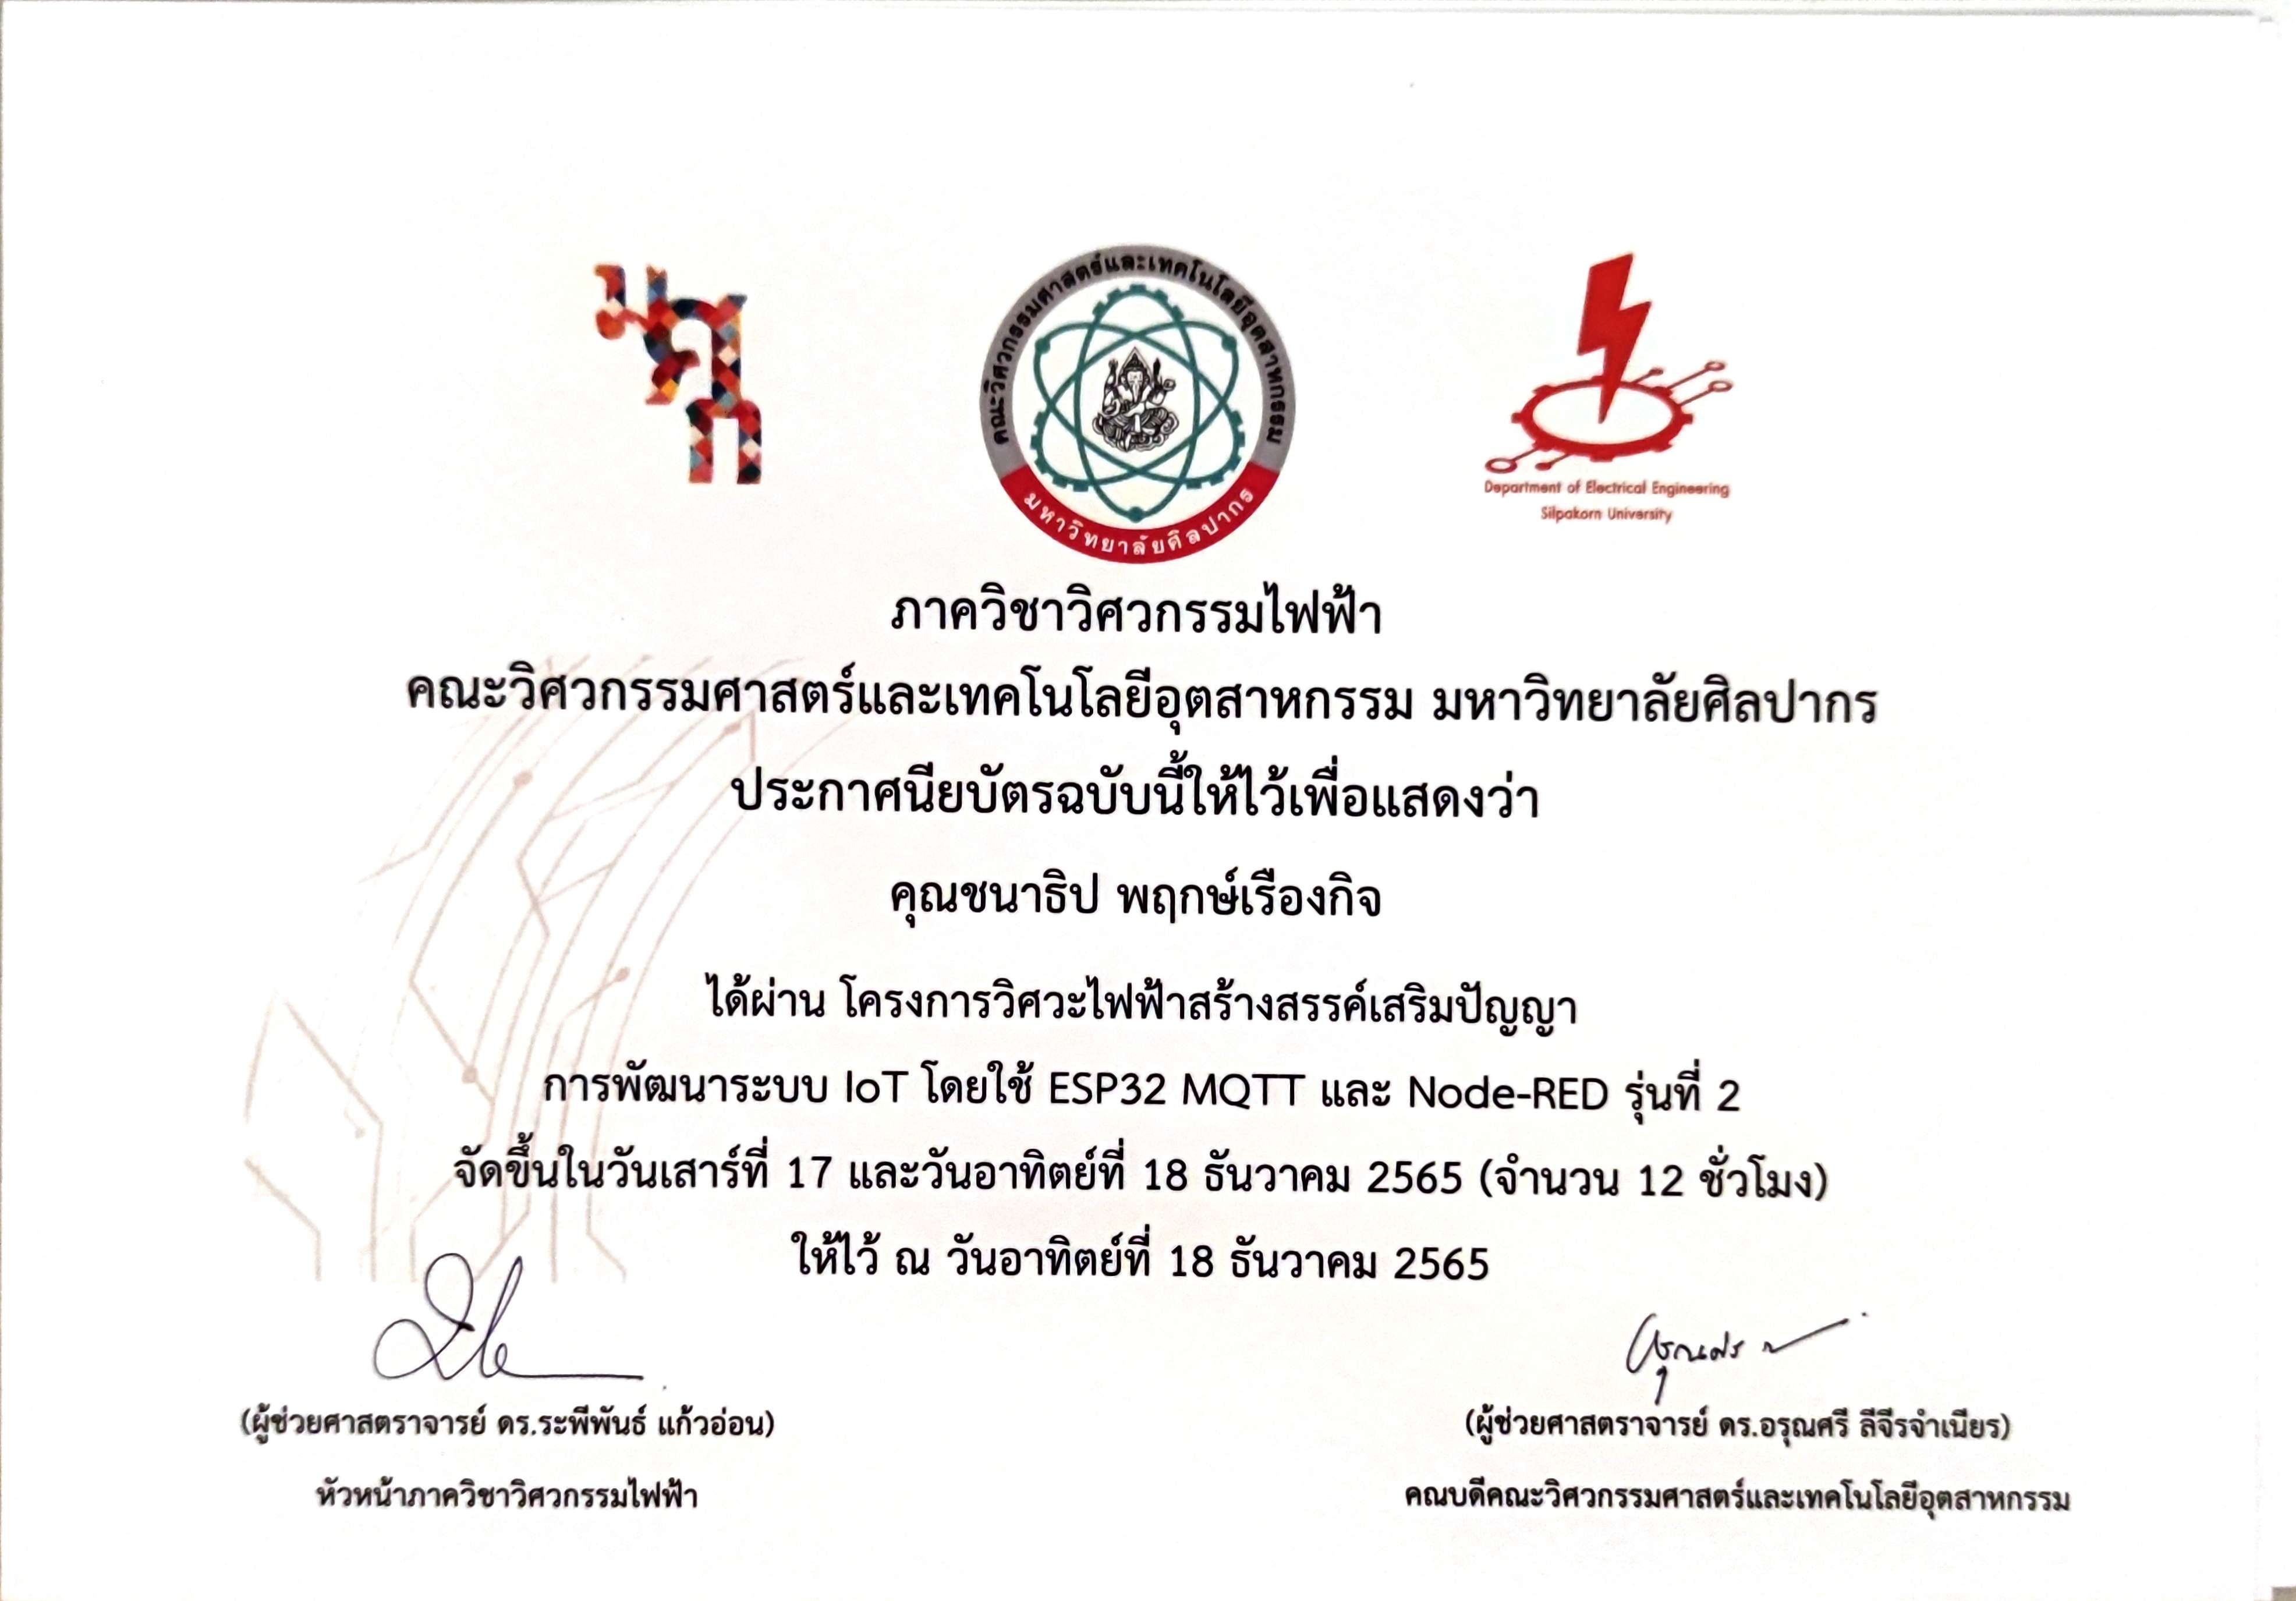 มศก
คณะวิศวกรรมศาสตร์และเทคโนโลยีอุตสาหกรรม
มหาวิทยาลัยศิลปากร
Department of Electrical Engineering
Silpakorn University
ภาควิชาวิศวกรรมไฟฟ้า
คณะวิศวกรรมศาสตร์และเทคโนโลยีอุตสาหกรรม มหาวิทยาลัยศิลปากร
ประกาศนียบัตรฉบับนี้ให้ไว้เพื่อแสดงว่า
คุณชนาธิป พฤกษ์เรืองกิจ
ได้ผ่าน โครงการวิศวะไฟฟ้าสร้างสรรค์เสริมปัญญา
การพัฒนาระบบ IoT โดยใช้ ESP32 MQTT และ Node-RED รุ่นที่ 2
จัดขึ้นในวันเสาร์ที่ 17 และวันอาทิตย์ที่ 18 ธันวาคม 2565 (จำนวน 12 ชั่วโมง)
ให้ไว้ ณ วันอาทิตย์ที่ 18 ธันวาคม 2565
(ผู้ช่วยศาสตราจารย์ ดร.ระพีพันธ์ แก้วอ่อน)
หัวหน้าภาควิชาวิศวกรรมไฟฟ้า
(ผู้ช่วยศาสตราจารย์ ดร.อรุณศรี ลีจีรจำเนียร)
คณบดีคณะวิศวกรรมศาสตร์และเทคโนโลยีอุตสาหกรรม